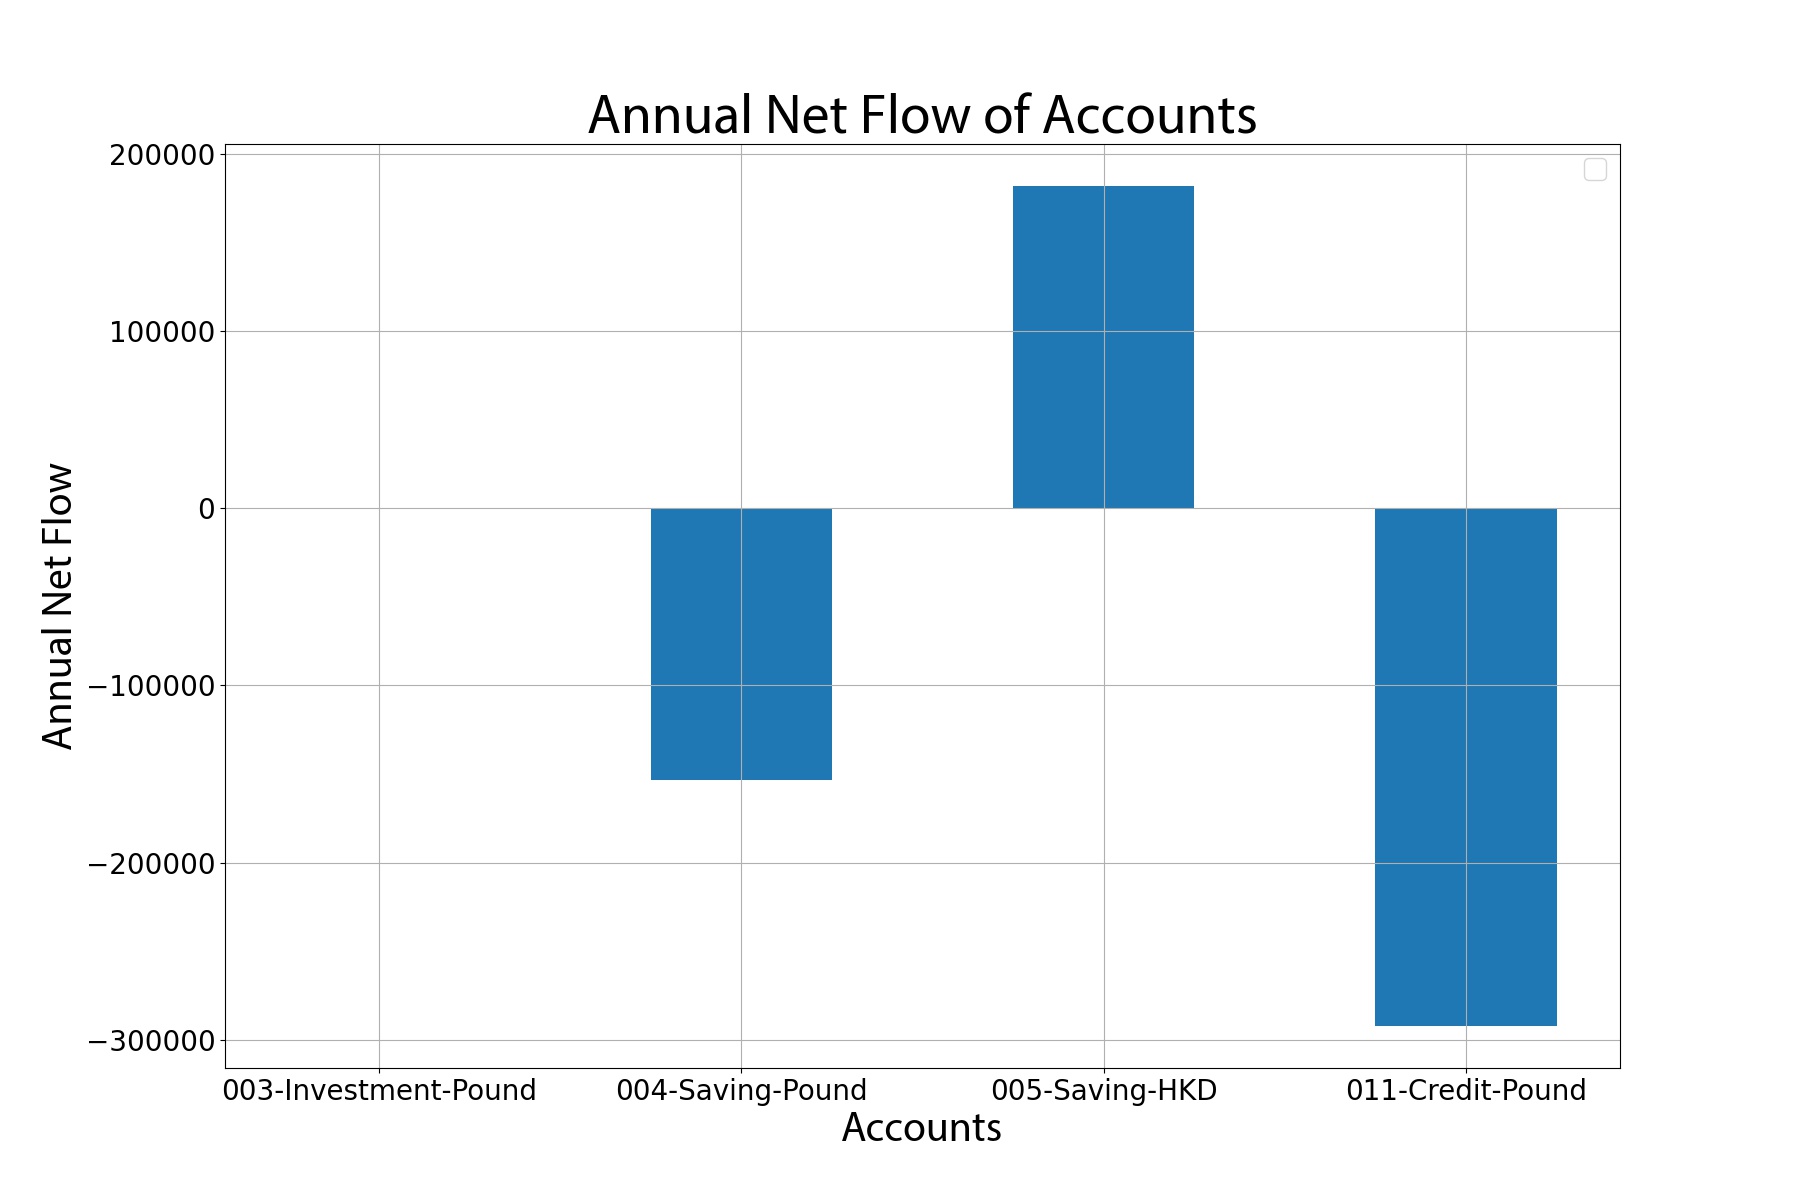 Annual Net Flow of Accounts
200000
100000
0
−100000
−200000
−300000
Annual Net Flow
003-Investment-Pound
004-Saving-Pound
005-Saving-HKD
011-Credit-Pound
Accounts